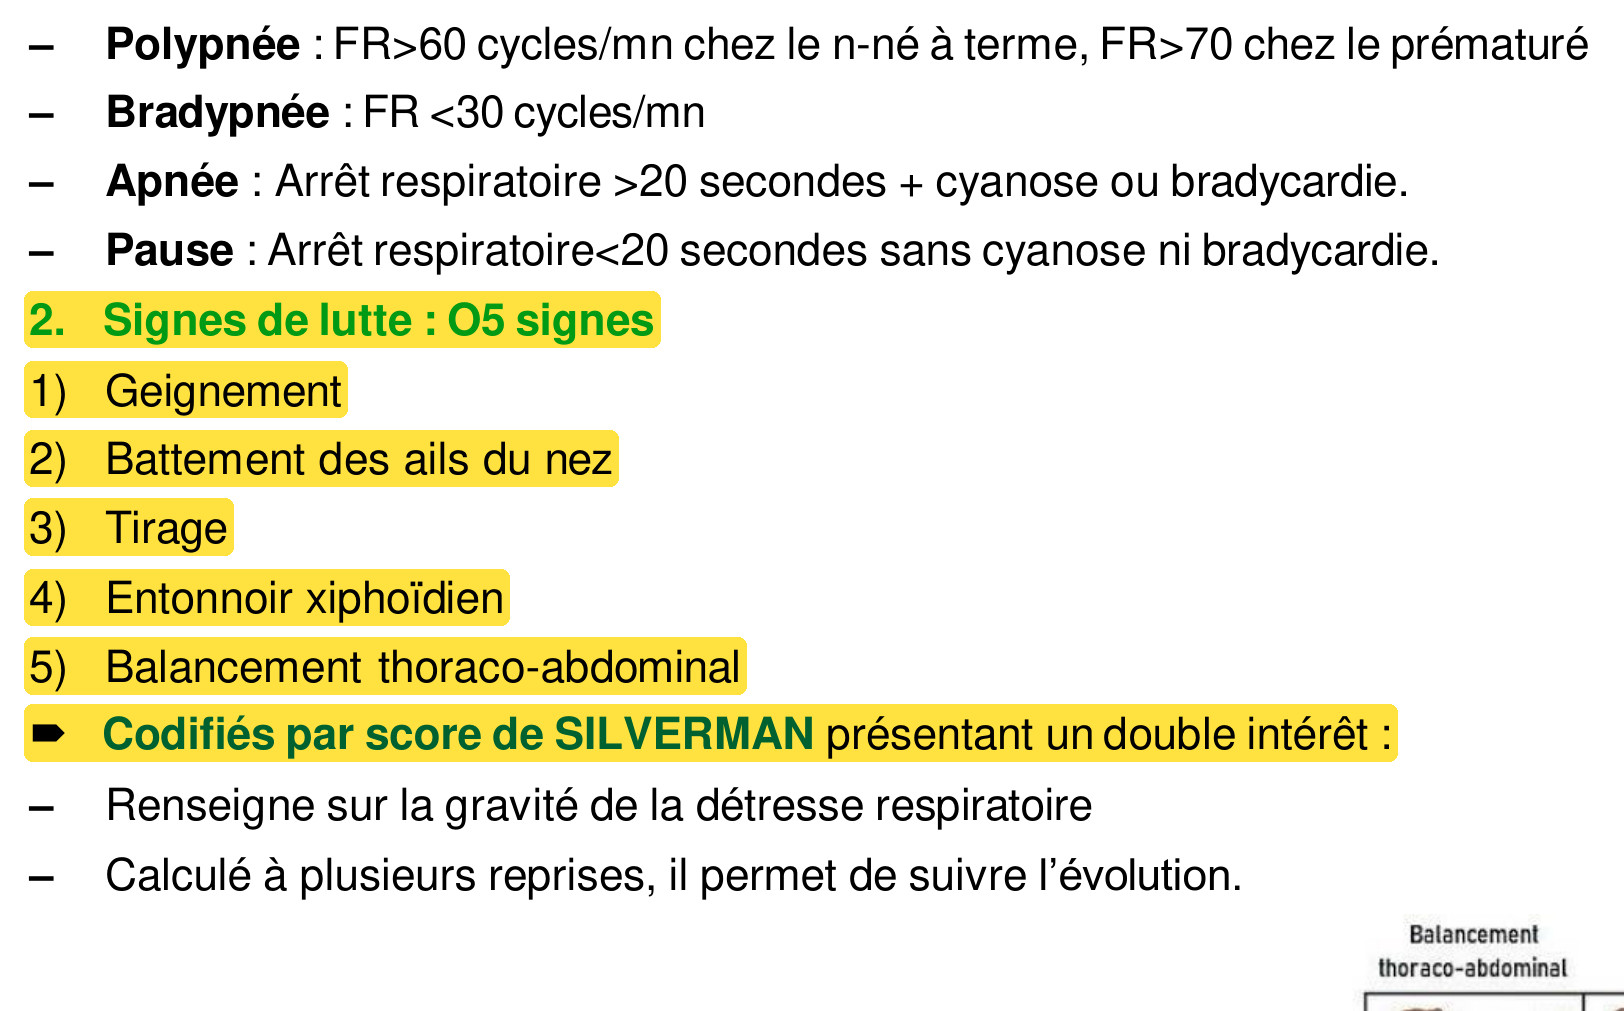 – Polypnée : FR>60 cycles/mn chez le n-né à terme, FR>70 chez le prématuré
– Bradypnée : FR <30 cycles/mn
– Apnée : Arrêt respiratoire >20 secondes + cyanose ou bradycardie.
– Pause : Arrêt respiratoire<20 secondes sans cyanose ni bradycardie.
2. Signes de lutte : O5 signes
1) Geignement
2) Battement des ails du nez
3) Tirage
4) Entonnoir xiphoïdien
5) Balancement thoraco-abdominal
Codifiés par score de SILVERMAN présentant un double intérêt :
– Renseigne sur la gravité de la détresse respiratoire
– Calculé à plusieurs reprises, il permet de suivre l’évolution.
Balancement
thoraco-abdominal